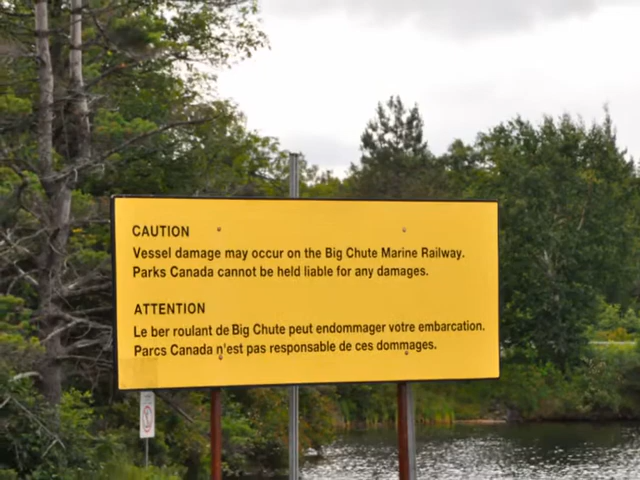 CAUTION
Vessel damage may occur on the Big Chute Marine Railway.
Parks Canada cannot be held liable for any damages.
ATTENTION
Le ber roulant de Big Chute peut endommager votre embarcation.
Parcs Canada n'est pas responsable de ces dommages.